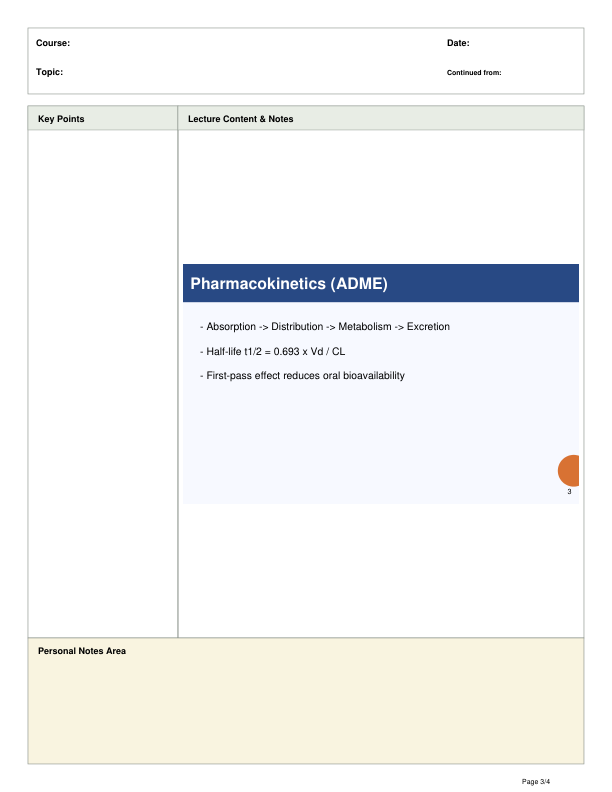 Course:
Date:
Topic:
Continued from:
Key Points
Lecture Content & Notes
Pharmacokinetics (ADME)
- Absorption -> Distribution -> Metabolism -> Excretion
- Half-life t1/2 = 0.693 x Vd / CL
- First-pass effect reduces oral bioavailability
3
Personal Notes Area
Page 3/4